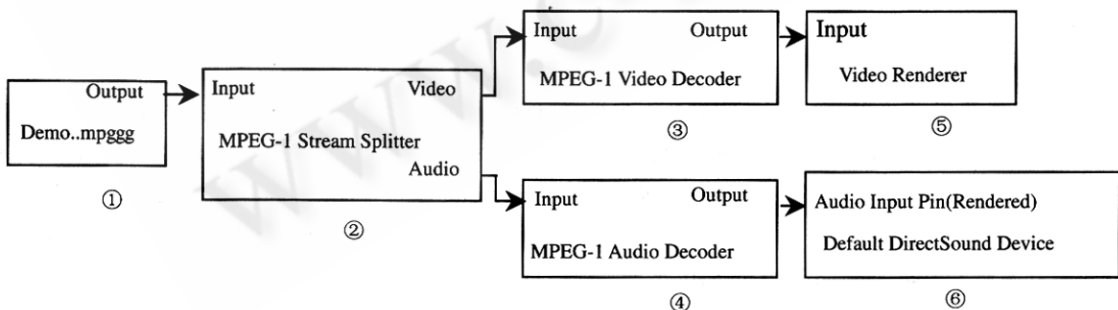 Output
Demo..mpggg
①
Input
Video
MPEG-1 Stream Splitter
Audio
②
Input
Output
MPEG-1 Video Decoder
③
Input
Video Renderer
⑤
Input
Output
MPEG-1 Audio Decoder
④
Audio Input Pin(Rendered)
Default DirectSound Device
⑥